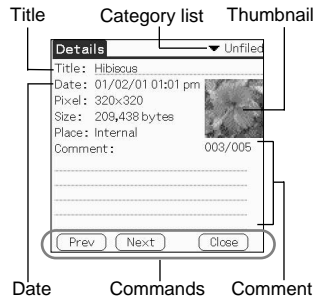 Title Category list Thumbnail
Details ▼ Unfiled
Title: Hibiscus
Date: 01/02/01 01:01 pm
Pixel: 320×320
Size: 209,438 bytes
Place: Internal
Comment: 003/005
Prev Next Close
Date Commands Comment